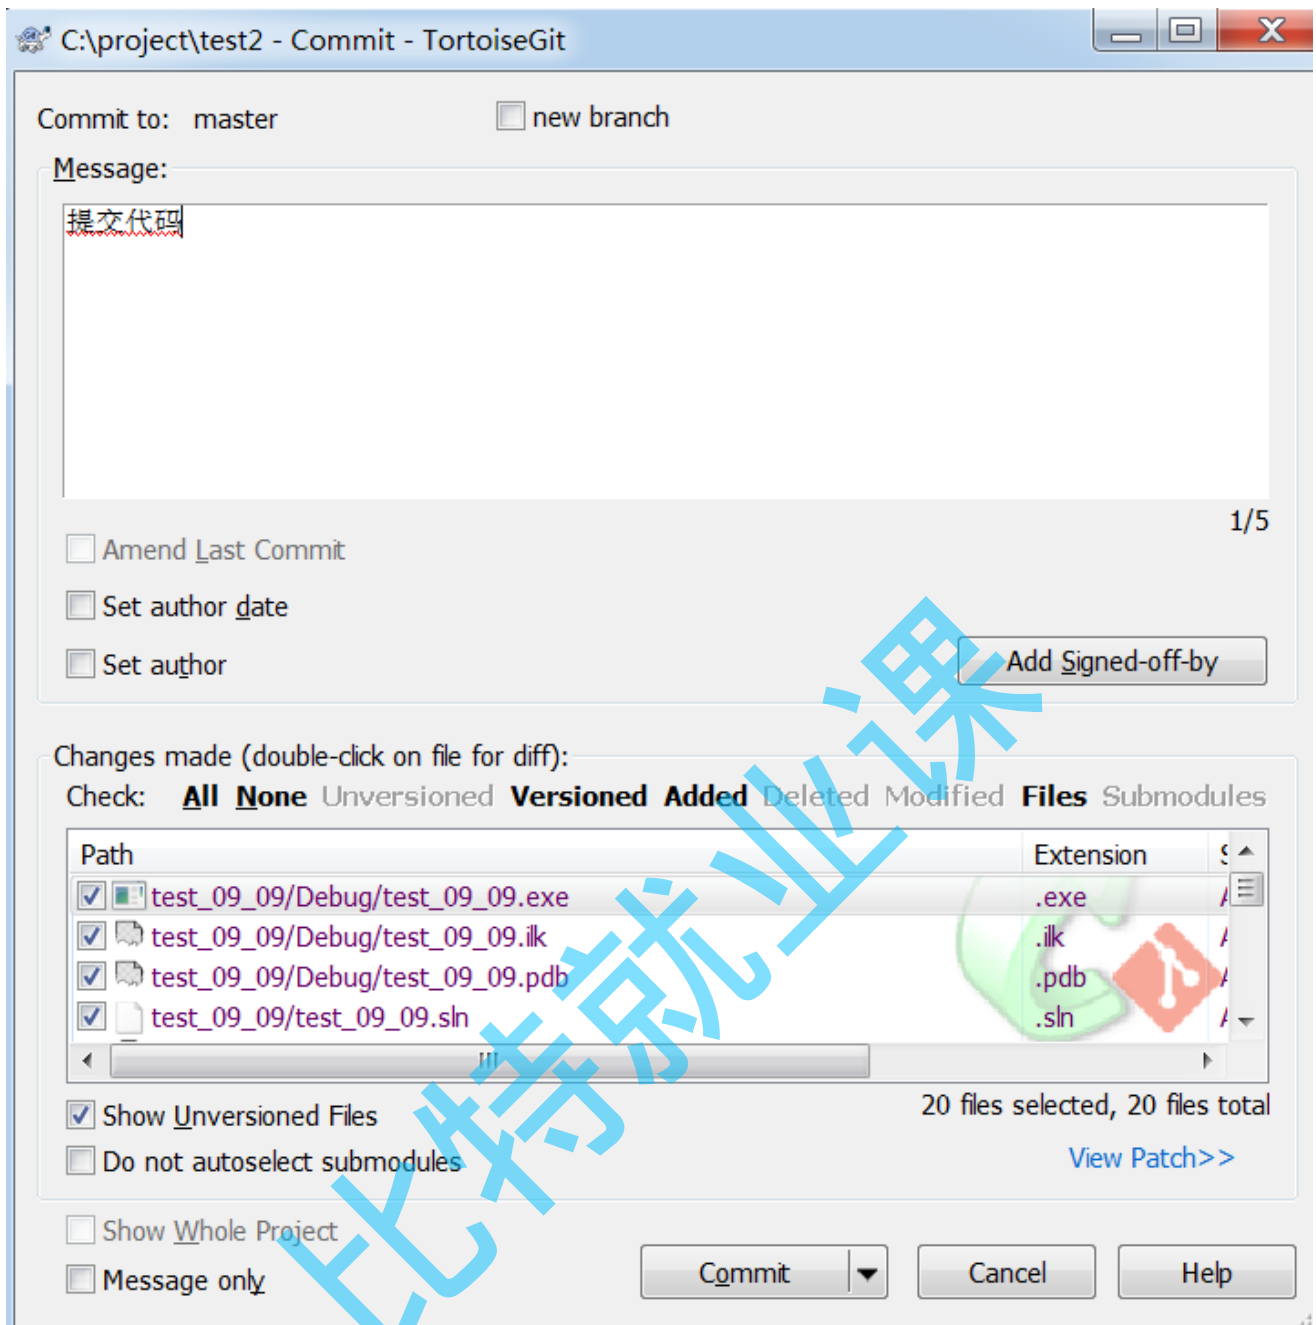 C:\project\test2 - Commit - TortoiseGit
Commit to: master new branch
Message:
提交代码
1/5
Amend Last Commit
Set author date
Set author
Add Signed-off-by
Changes made (double-click on file for diff):
Check: All None Unversioned Versioned Added Deleted Modified Files Submodules
Path Extension
test_09_09/Debug/test_09_09.exe .exe
test_09_09/Debug/test_09_09.ilk .ilk
test_09_09/Debug/test_09_09.pdb .pdb
test_09_09/test_09_09.sln .sln
Show Unversioned Files
20 files selected, 20 files total
Do not autoselect submodules
View Patch>>
Show Whole Project
Message only
Commit Cancel Help
比特就业课